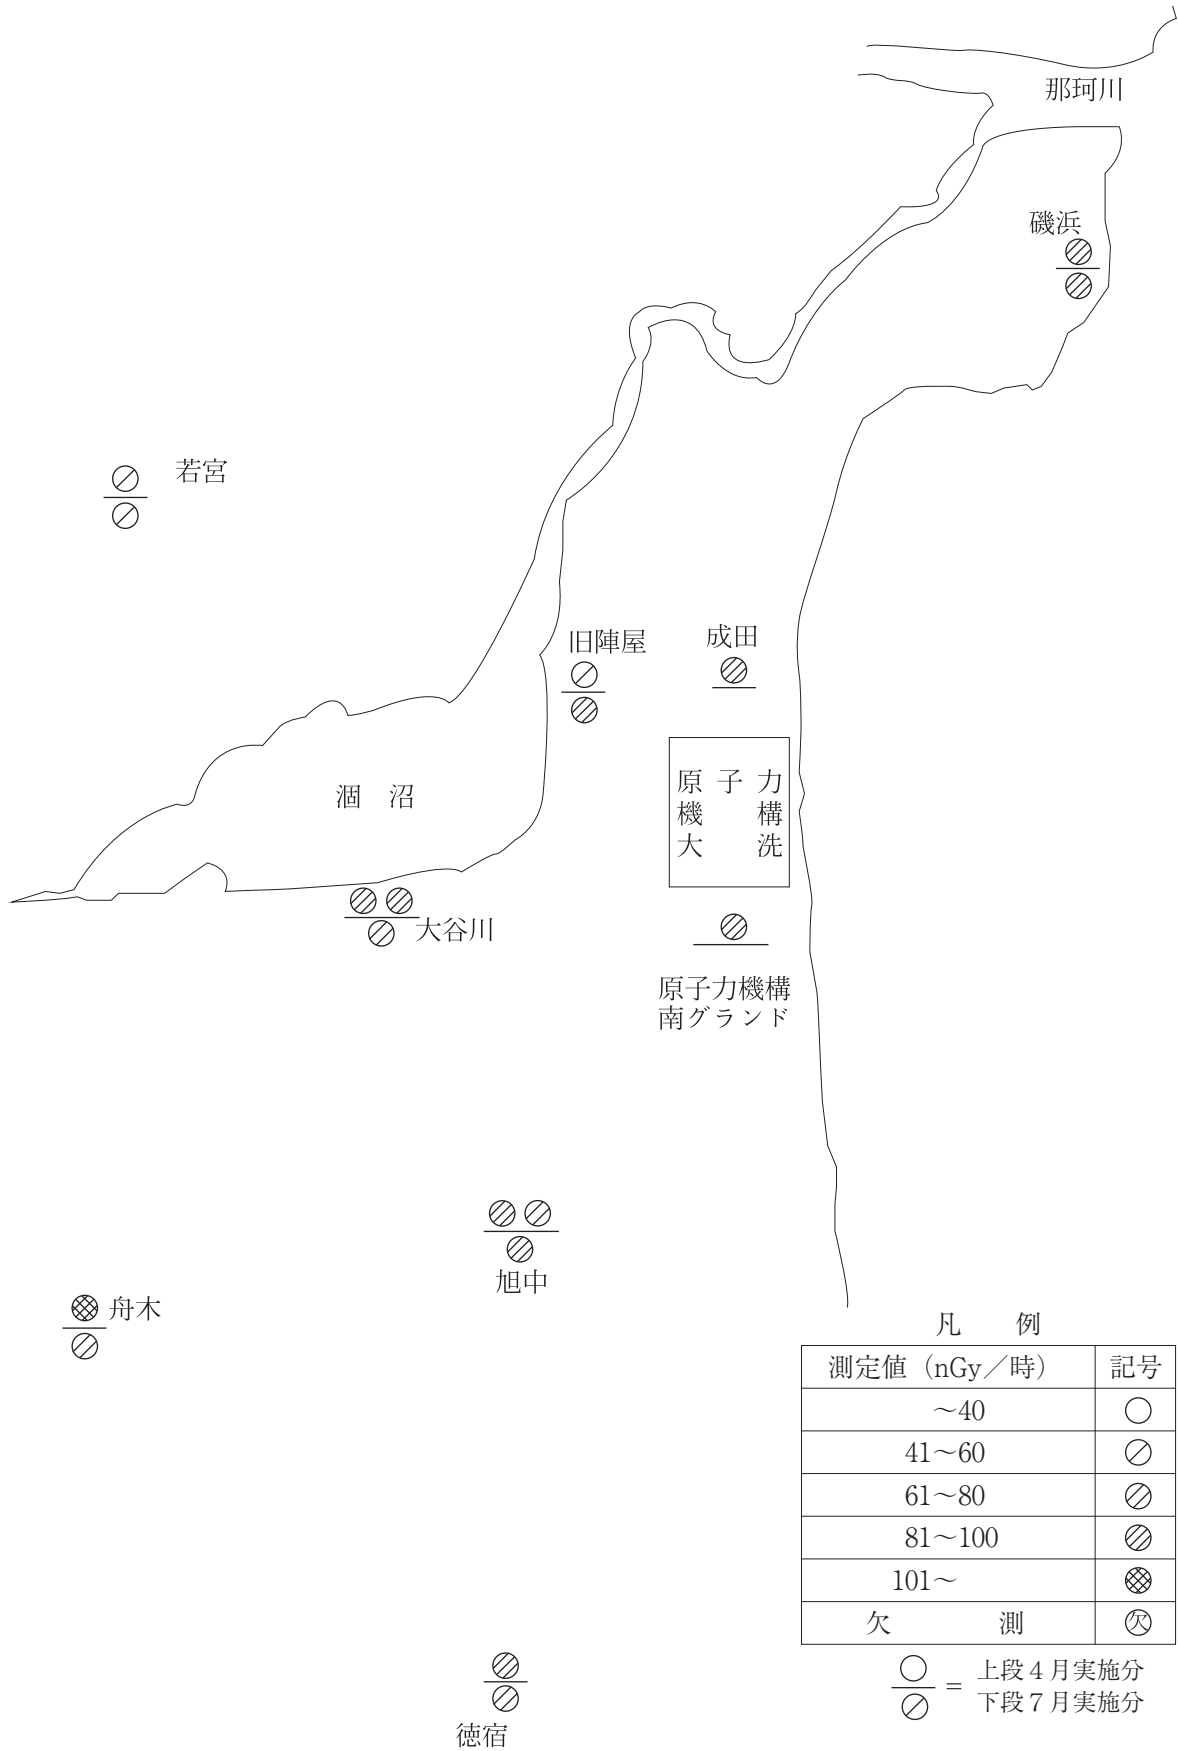 那珂川
磯浜
若宮
旧陣屋
成田
原子力
機構
大洗
涸沼
大谷川
原子力機構
南グランド
旭中
舟木
凡例
測定値（nGy／時） 記号
～40
41～60
61～80
81～100
101～
欠測 欠
= 上段４月実施分
下段７月実施分
徳宿